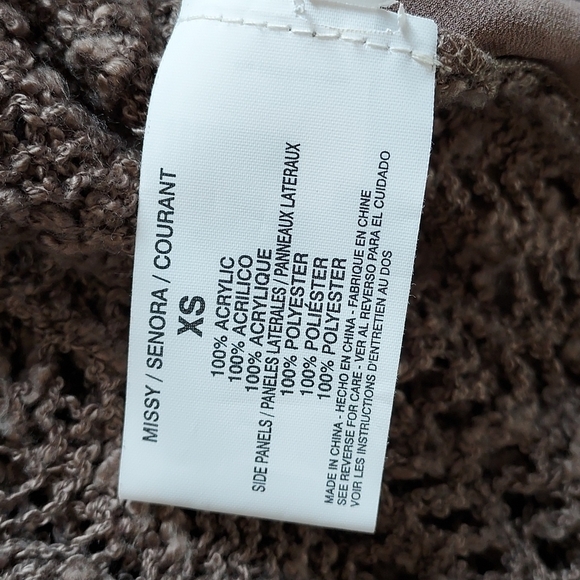 MISSY / SENORA / COURANT
XS
100% ACRYLIC
100% ACRILICO
100% ACRYLIQUE
SIDE PANELS / PANELES LATERALES / PANNEAUX LATERAUX
100% POLYESTER
100% POLIÉSTER
100% POLYESTER
MADE IN CHINA - HECHO EN CHINA - FABRIQUE EN CHINE
SEE REVERSE FOR CARE - VER AL REVERSO PARA EL CUIDADO
VOIR LES INSTRUCTIONS D'ENTRETIEN AU DOS